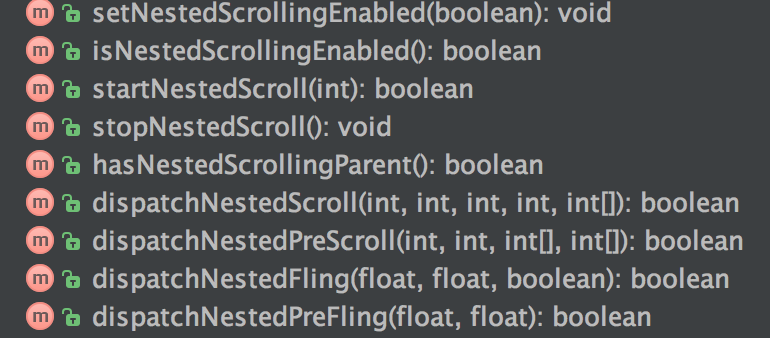 m setNestedScrollingEnabled(boolean): void
m isNestedScrollingEnabled(): boolean
m startNestedScroll(int): boolean
m stopNestedScroll(): void
m hasNestedScrollingParent(): boolean
m dispatchNestedScroll(int, int, int, int, int[]): boolean
m dispatchNestedPreScroll(int, int, int[], int[]): boolean
m dispatchNestedFling(float, float, boolean): boolean
m dispatchNestedPreFling(float, float): boolean